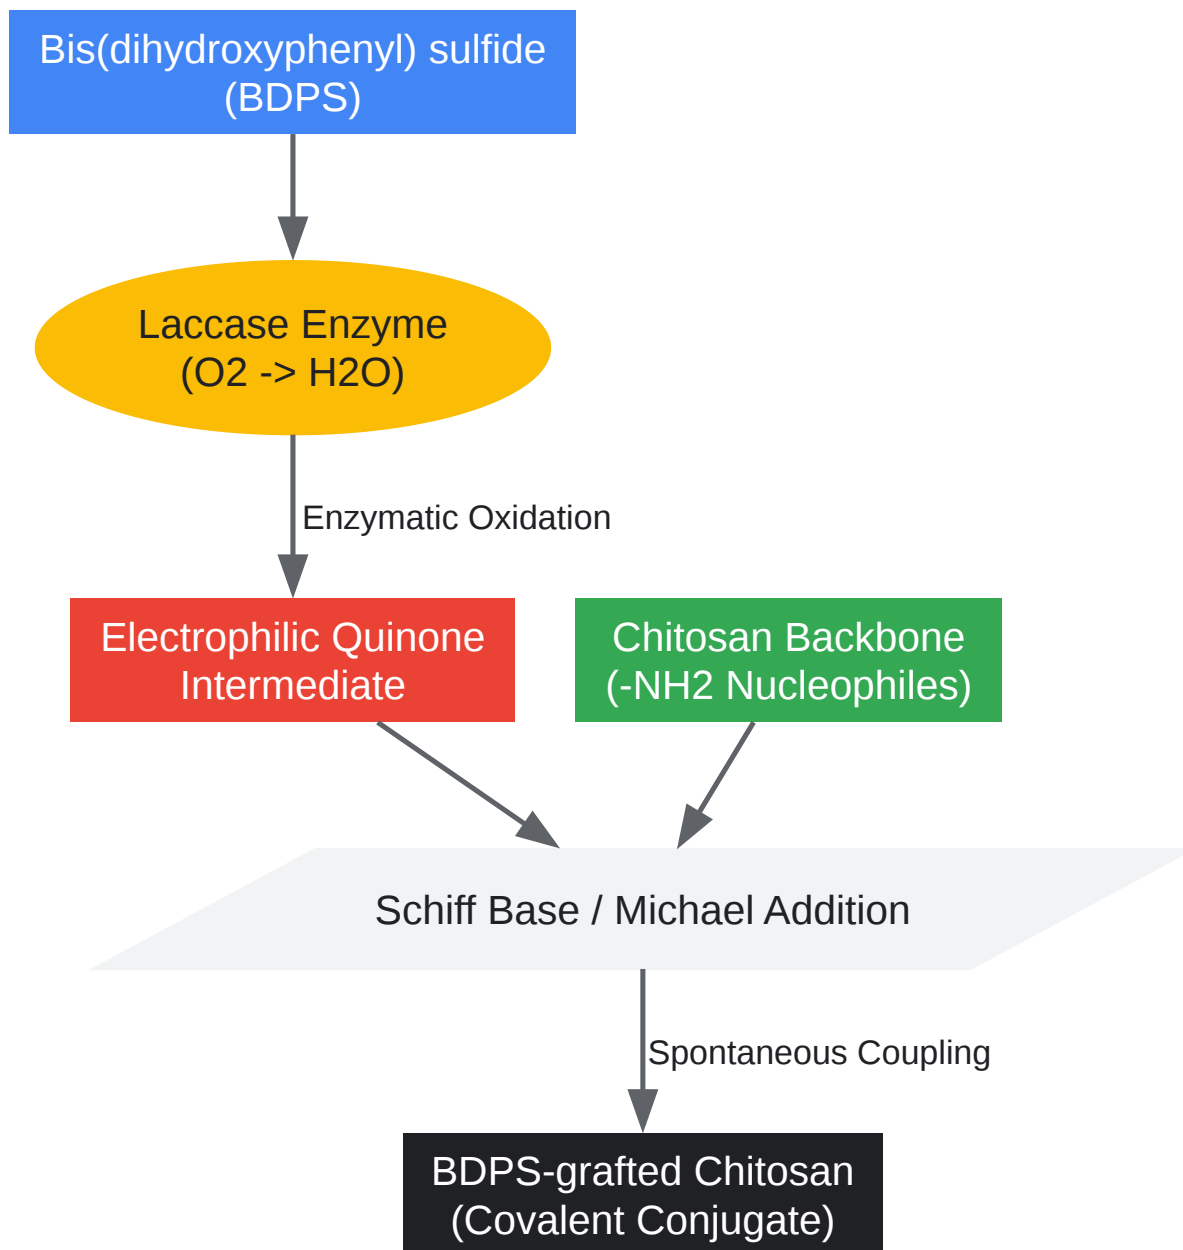 Bis(dihydroxyphenyl) sulfide
(BDPS)
Laccase Enzyme
(O2 -> H2O)
Enzymatic Oxidation
Electrophilic Quinone
Intermediate
Chitosan Backbone
(-NH2 Nucleophiles)
Schiff Base / Michael Addition
Spontaneous Coupling
BDPS-grafted Chitosan
(Covalent Conjugate)